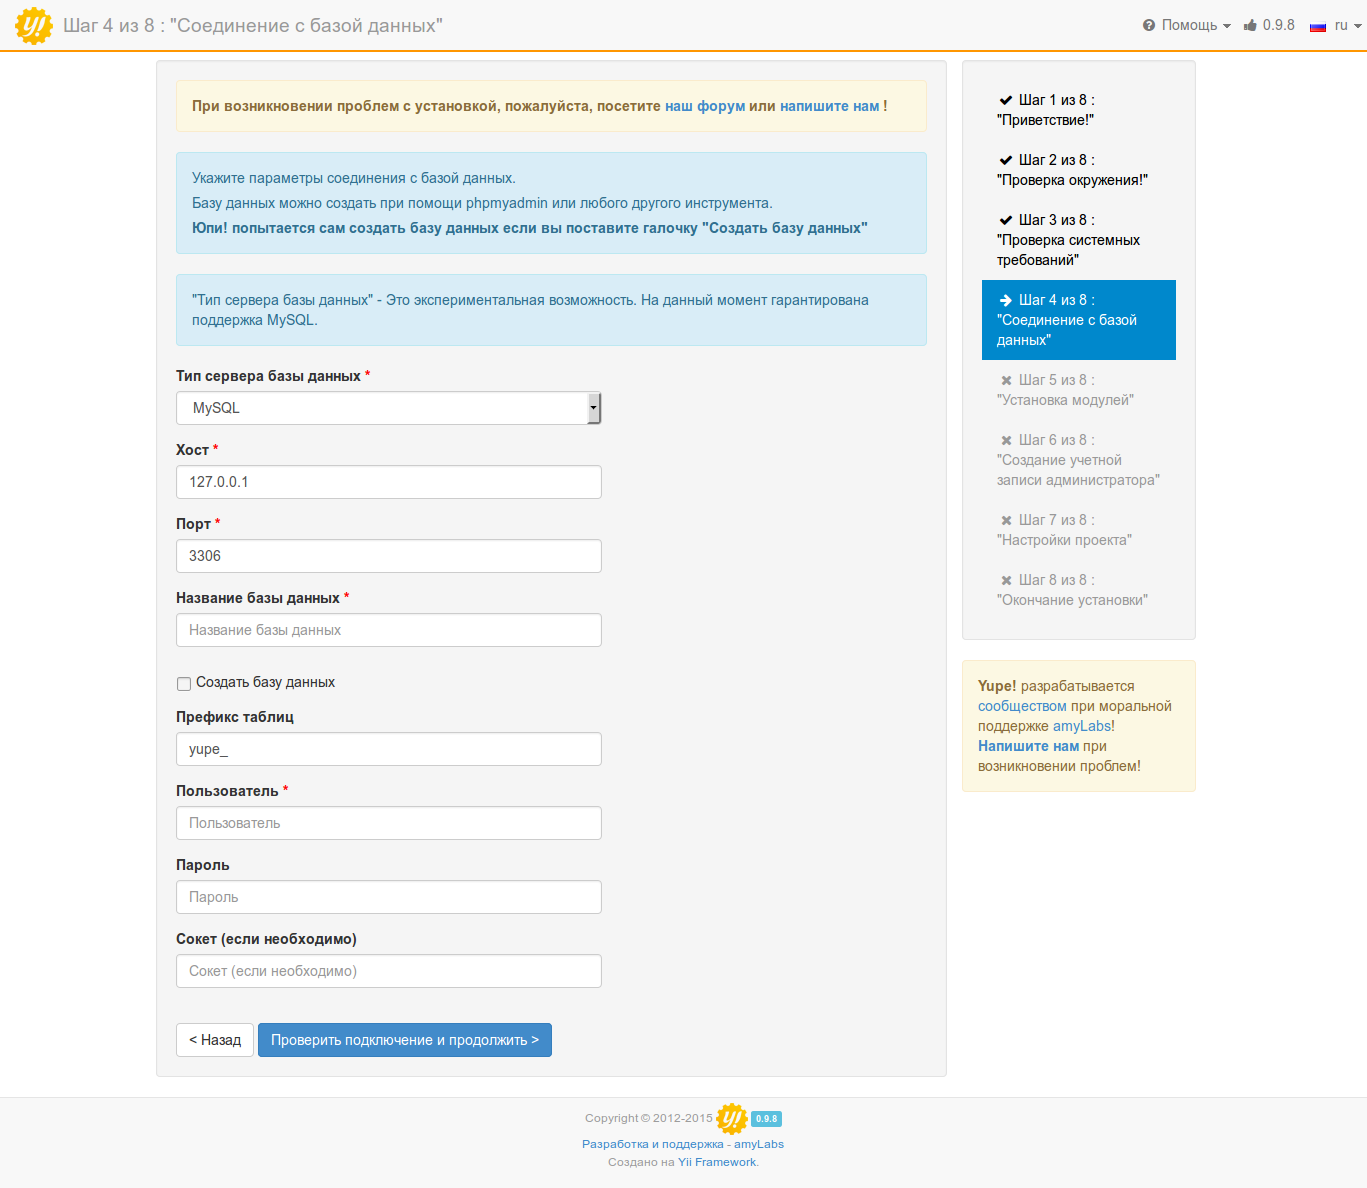 Шаг 4 из 8 : "Соединение с базой данных"
Помощь
0.9.8
ru
При возникновении проблем с установкой, пожалуйста, посетите наш форум или напишите нам !
Укажите параметры соединения с базой данных.
Базу данных можно создать при помощи phpmyadmin или любого другого инструмента.
Юпи! попытается сам создать базу данных если вы поставите галочку "Создать базу данных"
"Тип сервера базы данных" - Это экспериментальная возможность. На данный момент гарантирована
поддержка MySQL.
Тип сервера базы данных *
MySQL
Хост *
127.0.0.1
Порт *
3306
Название базы данных *
Название базы данных
Создать базу данных
Префикс таблиц
yupe_
Пользователь *
Пользователь
Пароль
Пароль
Сокет (если необходимо)
Сокет (если необходимо)
< Назад
Проверить подключение и продолжить >
Шаг 1 из 8 :
"Приветствие!"
Шаг 2 из 8 :
"Проверка окружения!"
Шаг 3 из 8 :
"Проверка системных
требований"
Шаг 4 из 8 :
"Соединение с базой
данных"
Шаг 5 из 8 :
"Установка модулей"
Шаг 6 из 8 :
"Создание учетной
записи администратора"
Шаг 7 из 8 :
"Настройки проекта"
Шаг 8 из 8 :
"Окончание установки"
Yupe! разрабатывается
сообществом при моральной
поддержке amyLabs!
Напишите нам при
возникновении проблем!
Copyright © 2012-2015 y! 0.9.8
Разработка и поддержка - amyLabs
Создано на Yii Framework.